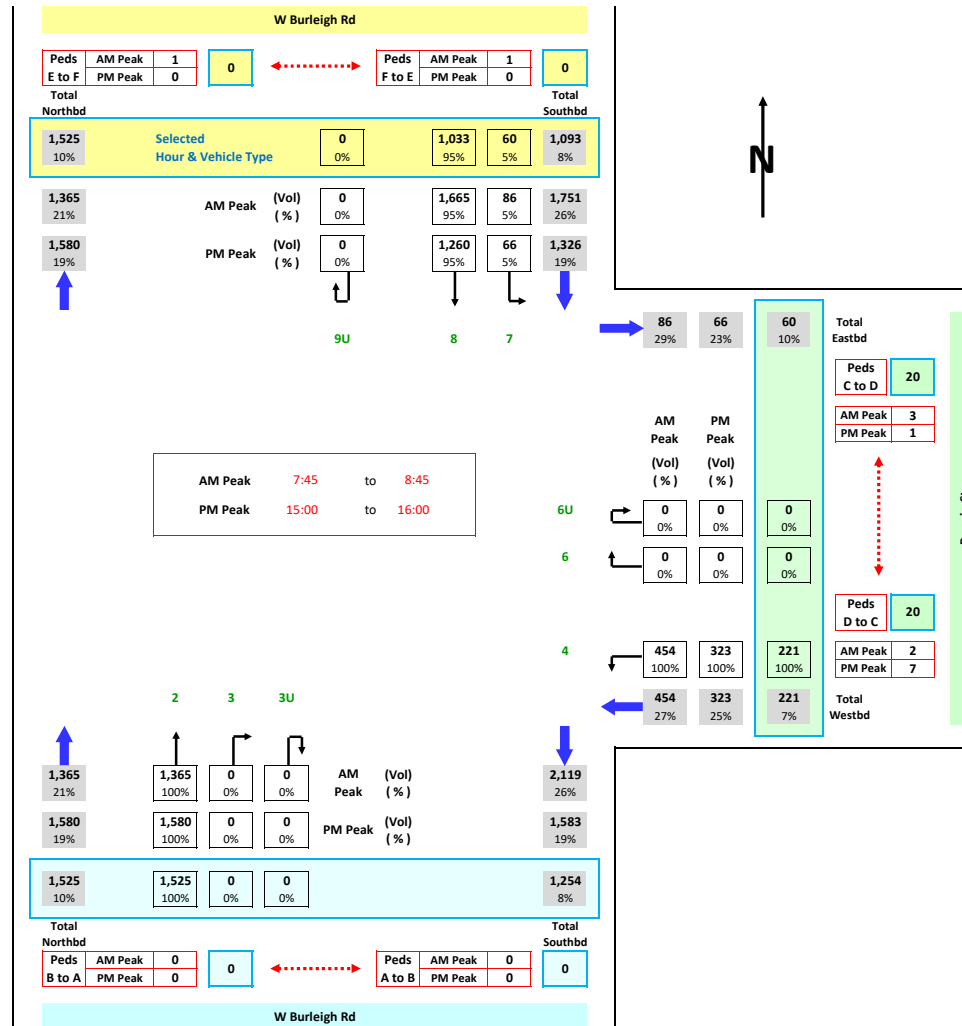 W Burleigh Rd
Peds AM Peak 1 0 Peds AM Peak 1 0
E to F PM Peak 0 F to E PM Peak 0
Total Total
Northbd Southbd
1,525 Selected 0 1,033 60 1,093
10% Hour & Vehicle Type 0% 95% 5% 8%
1,365 AM Peak (Vol) 0 1,665 86 1,751
21% ( % ) 0% 95% 5% 26%
N
1,580 PM Peak (Vol) 0 1,260 66 1,326
19% ( % ) 0% 95% 5% 19%
9U 8 7
86 66 60 Total
29% 23% 10% Eastbd
Peds 20
C to D
AM PM
Peak Peak
AM Peak 3
PM Peak 1
(Vol) (Vol)
( % ) ( % )
AM Peak 7:45 to 8:45
PM Peak 15:00 to 16:00
6U 0 0 0
0% 0% 0%
6 0 0 0
0% 0% 0%
Peds 20
D to C
4 454 323 221
100% 100% 100%
AM Peak 2
PM Peak 7
454 323 221 Total
27% 25% 7% Westbd
2 3 3U
1,365 1,365 0 0 AM (Vol) 2,119
21% 100% 0% 0% Peak ( % ) 26%
1,580 1,580 0 0 PM Peak (Vol) 1,583
19% 100% 0% 0% ( % ) 19%
1,525 1,525 0 0 1,254
10% 100% 0% 0% 8%
Total Total
Northbd Southbd
Peds AM Peak 0 0 Peds AM Peak 0 0
B to A PM Peak 0 A to B PM Peak 0
W Burleigh Rd